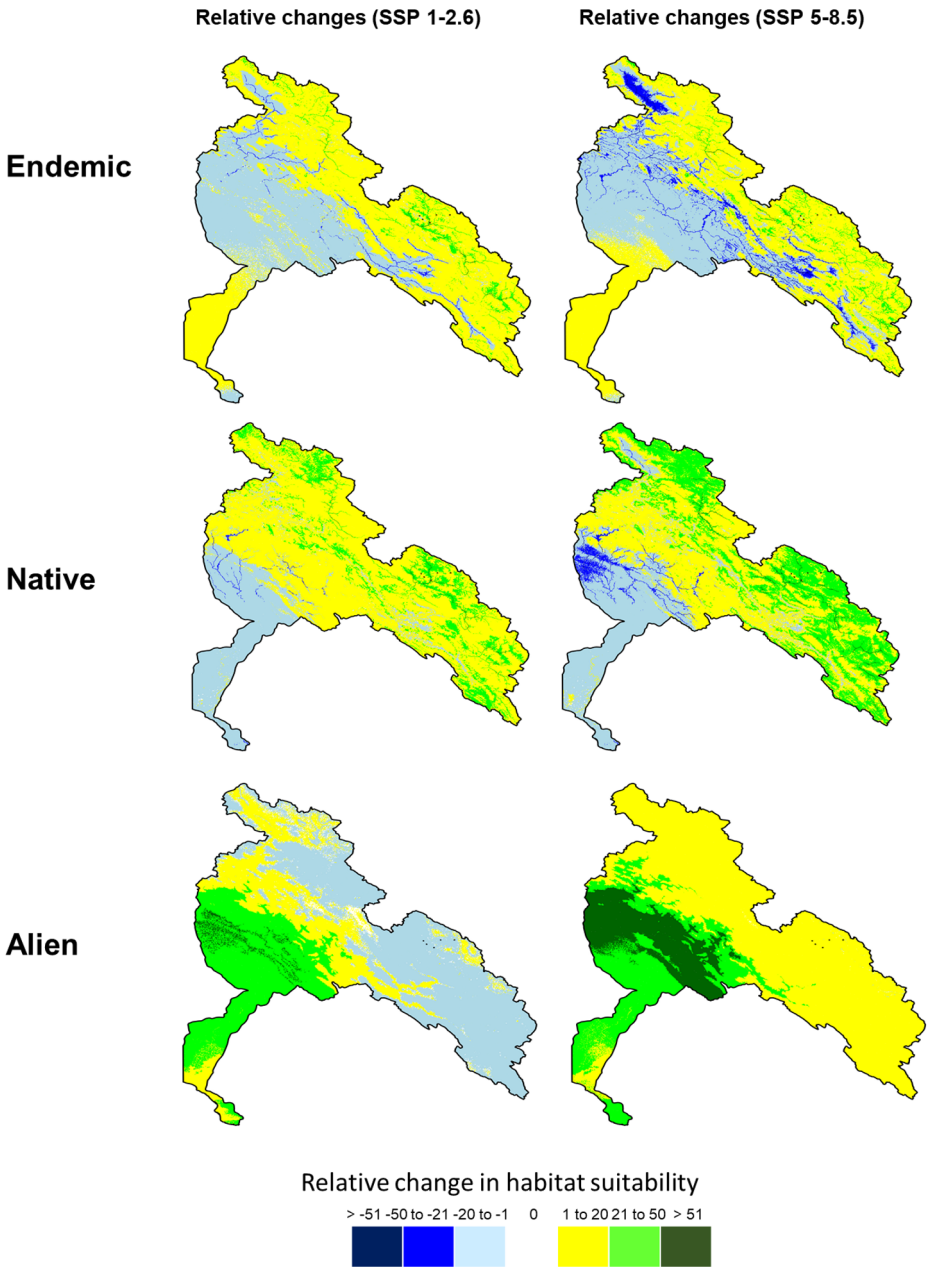 Relative changes (SSP 1-2.6) Relative changes (SSP 5-8.5)
Endemic
Native
Alien
Relative change in habitat suitability
> -51 -50 to -21 -20 to -1 0 1 to 20 21 to 50 > 51